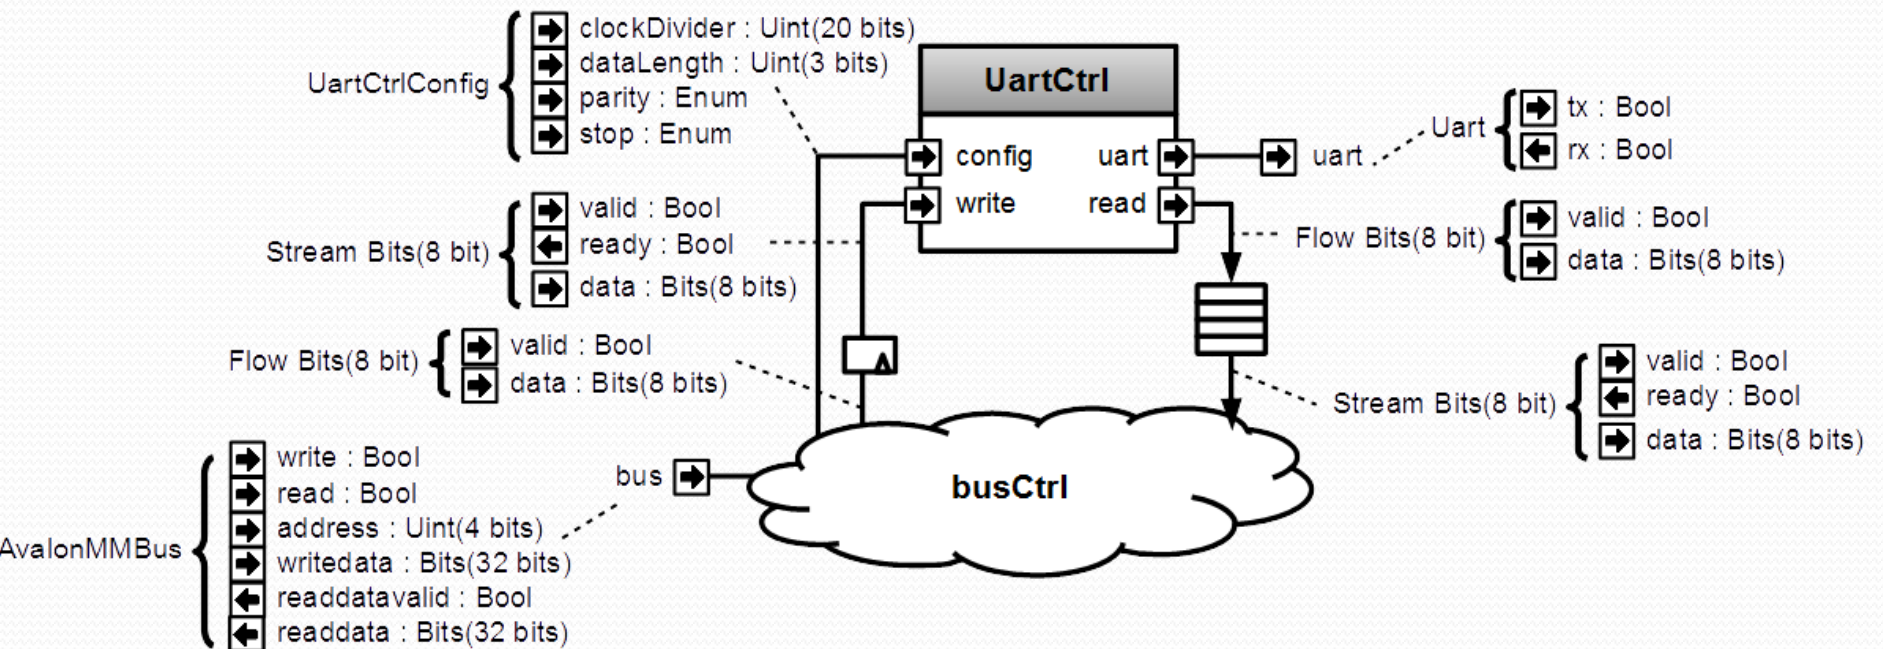 UartCtrlConfig
clockDivider : Uint(20 bits)
dataLength : Uint(3 bits)
parity : Enum
stop : Enum
UartCtrl
config
uart
write
read
uart
Uart
tx : Bool
rx : Bool
Stream Bits(8 bit)
valid : Bool
ready : Bool
data : Bits(8 bits)
Flow Bits(8 bit)
valid : Bool
data : Bits(8 bits)
Flow Bits(8 bit)
valid : Bool
data : Bits(8 bits)
Stream Bits(8 bit)
valid : Bool
ready : Bool
data : Bits(8 bits)
AvalonMMBus
write : Bool
read : Bool
address : Uint(4 bits)
writedata : Bits(32 bits)
readdatavalid : Bool
readdata : Bits(32 bits)
bus
busCtrl